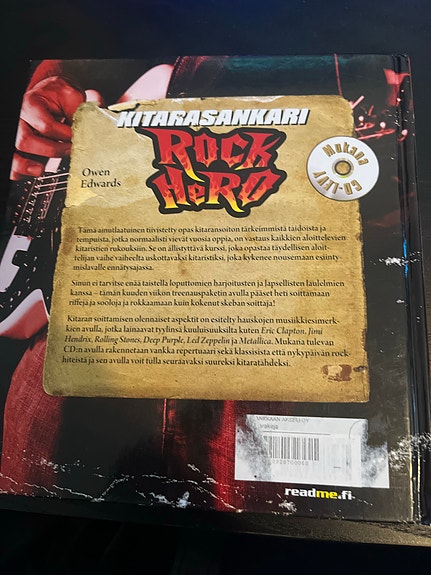 KITARASANKARI
ROCK
HERO
Owen
Edwards
Mukana
CD-LEVY
Tämä ainutlaatuinen tiivistetty opas kitaransoiton tärkeimmistä taidoista ja
tempuista, jotka normaalisti vievät vuosia oppia, on vastaus kaikkien aloittelevien
kitaristien rukouksiin. Se on ällistyttävä kurssi, joka opastaa täydellisen aloit-
telijan vaihe vaiheelta uskottavaksi kitaristiksi, joka kykenee nousemaan esiinty-
mislavalle ennätysajassa.
Sinun ei tarvitse enää taistella loputtomien harjoitusten ja lapsellisten laulelmien
kanssa – tämän kuuden viikon treenauspaketin avulla pääset heti soittamaan
riffejä ja sooloja ja rokkaamaan kuin kokenut skeban soittaja!
Kitaran soittamisen olennaiset asiat on esitelty hauskojen musiikkiesimerk-
kien avulla, jotka lainaavat tyylinsä kuuluisuuksilta kuten Eric Clapton, Jimi
Hendrix, Rolling Stones, Deep Purple, Led Zeppelin ja Metallica. Mukana tulevan
CD:n avulla rakennetaan vankka repertuaari sekä klassisista että nykypäivän rock-
hiteistä ja sen avulla voit tulla seuraavaksi suureksi kitaratähdeksi.
readme.fi